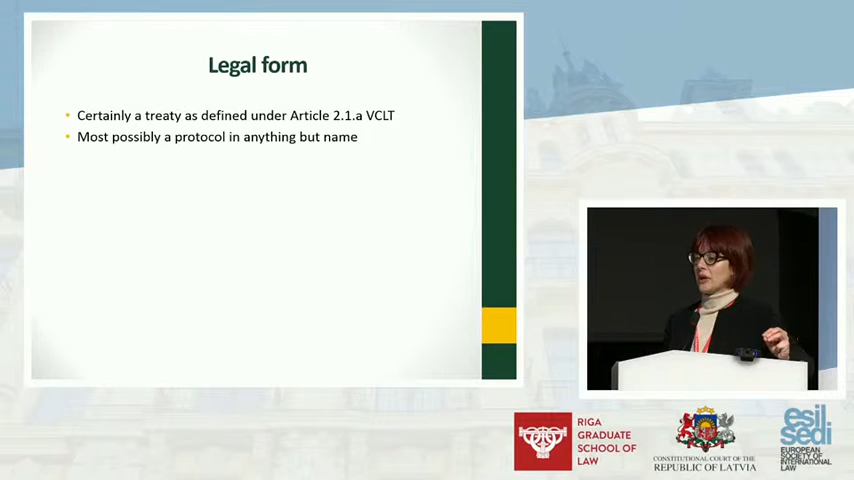 Legal form
• Certainly a treaty as defined under Article 2.1.a VCLT
• Most possibly a protocol in anything but name
RIGA
GRADUATE
SCHOOL OF
LAW
CONSTITUTIONAL COURT OF THE
REPUBLIC OF LATVIA
esil
sedi
EUROPEAN
SOCIETY OF
INTERNATIONAL
LAW